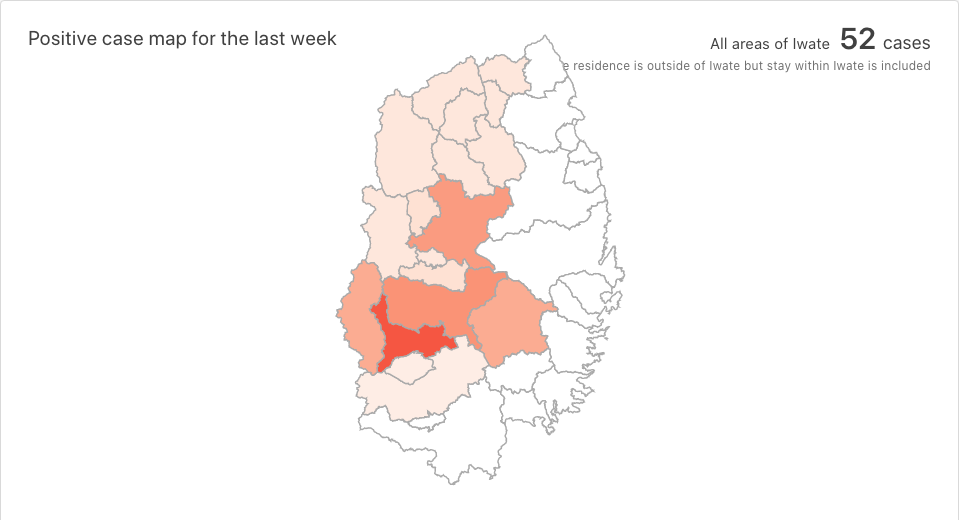 Positive case map for the last week
All areas of Iwate 52 cases
residence is outside of Iwate but stay within Iwate is included